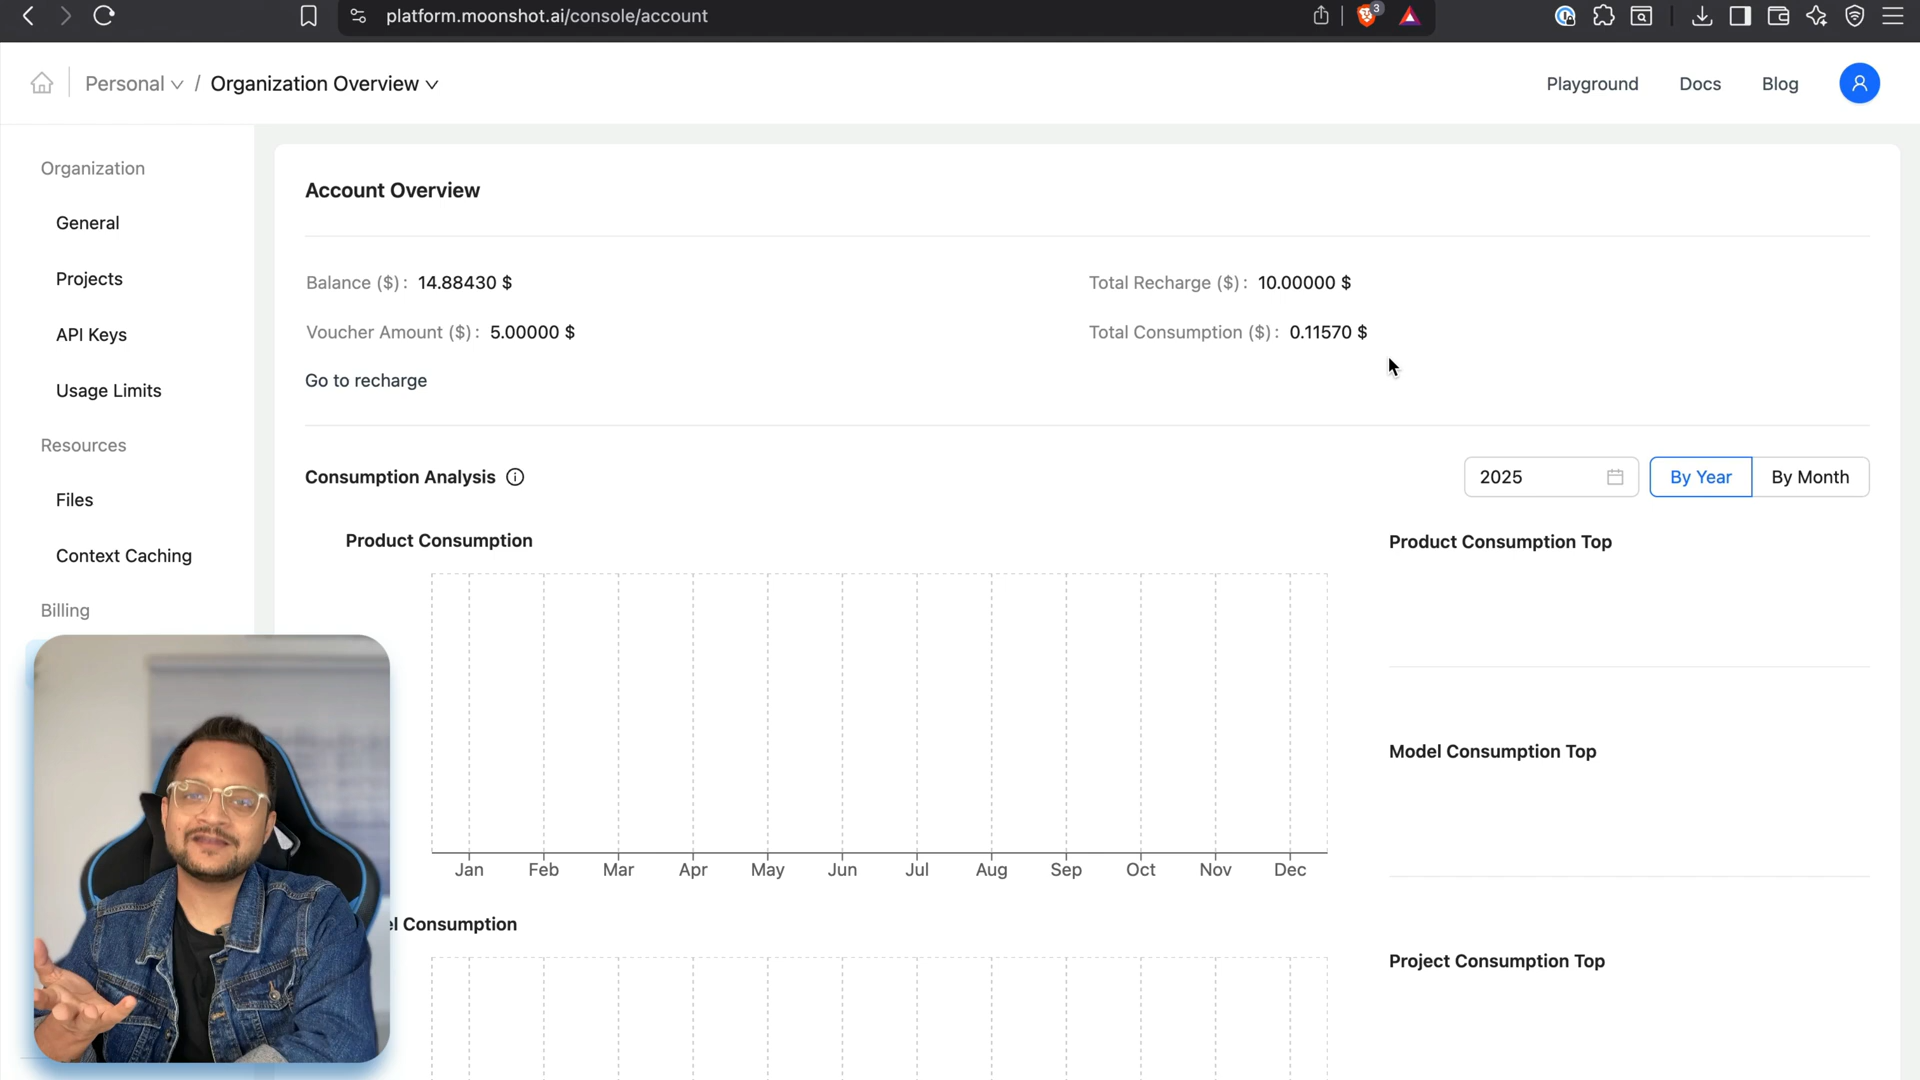 platform.moonshot.ai/console/account
3
Personal / Organization Overview
Playground
Docs
Blog
Organization
General
Projects
API Keys
Usage Limits
Resources
Files
Context Caching
Billing
Account Overview
Balance ($) : 14.88430 $
Total Recharge ($) : 10.00000 $
Voucher Amount ($) : 5.00000 $
Total Consumption ($) : 0.11570 $
Go to recharge
Consumption Analysis
2025
By Year
By Month
Product Consumption
Jan Feb Mar Apr May Jun Jul Aug Sep Oct Nov Dec
Product Consumption Top
Model Consumption Top
Consumption
Project Consumption Top